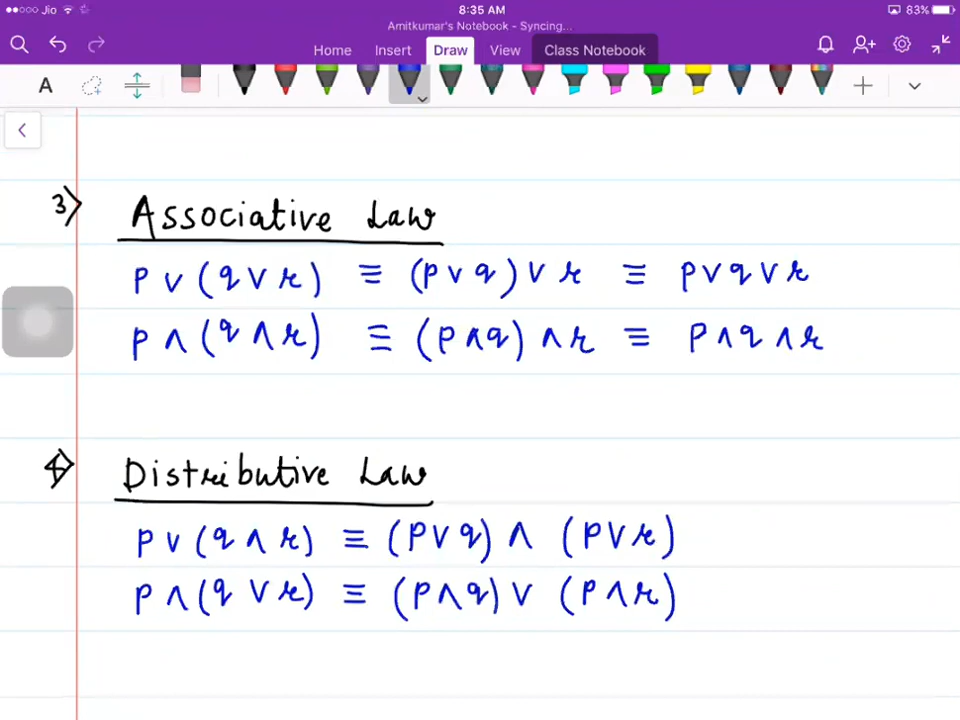 ●●○○○ Jio 8:35 AM 83%
Amitkumar's Notebook - Syncing...
Home Insert Draw View Class Notebook
A
3) Associative Law
p ∨ (q ∨ r) ≡ (p ∨ q) ∨ r ≡ p ∨ q ∨ r
p ∧ (q ∧ r) ≡ (p ∧ q) ∧ r ≡ p ∧ q ∧ r
4) Distributive Law
p ∨ (q ∧ r) ≡ (p ∨ q) ∧ (p ∨ r)
p ∧ (q ∨ r) ≡ (p ∧ q) ∨ (p ∧ r)